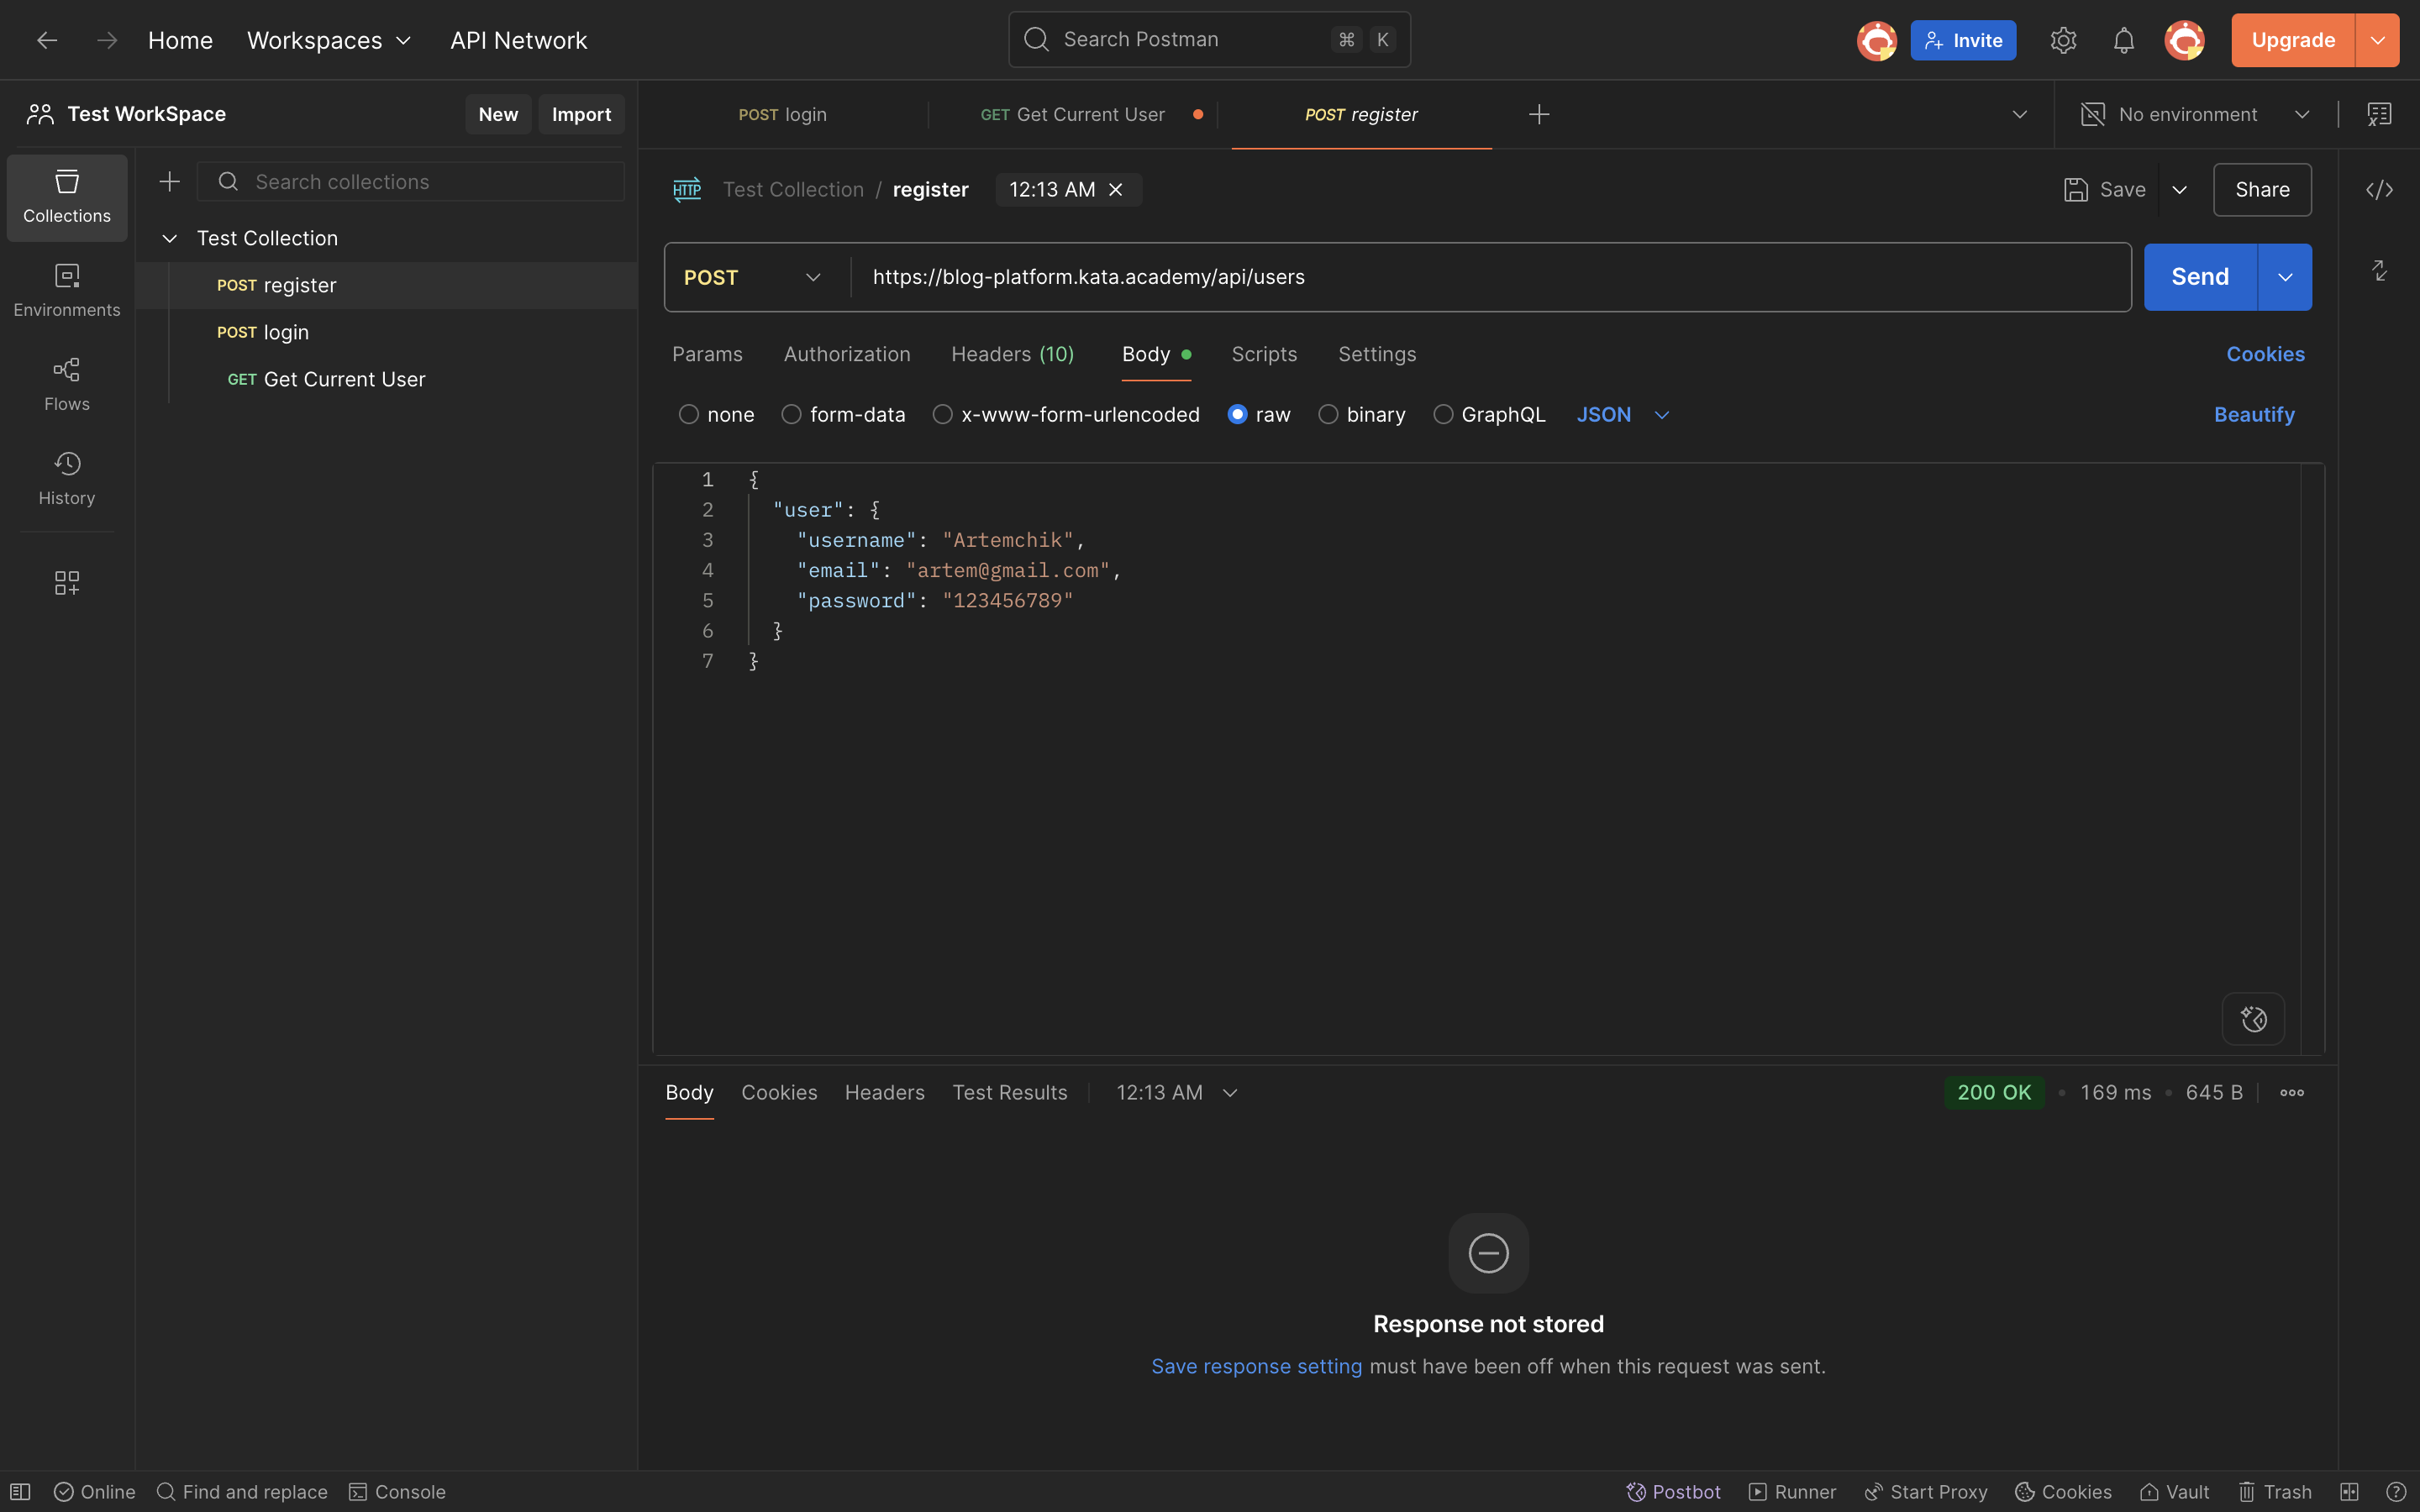 Home Workspaces API Network Search Postman ⌘ K Invite Upgrade
Test WorkSpace New Import POST login GET Get Current User POST register No environment
Collections
Environments
Flows
History
Search collections
Test Collection
POST register
POST login
GET Get Current User
HTTP Test Collection / register 12:13 AM Save Share
POST https://blog-platform.kata.academy/api/users Send
Params Authorization Headers (10) Body Scripts Settings Cookies
none form-data x-www-form-urlencoded raw binary GraphQL JSON Beautify
1 {
2 "user": {
3 "username": "Artemchik",
4 "email": "artem@gmail.com",
5 "password": "123456789"
6 }
7 }
Body Cookies Headers Test Results 12:13 AM 200 OK 169 ms 645 B
Response not stored
Save response setting must have been off when this request was sent.
Online Find and replace Console Postbot Runner Start Proxy Cookies Vault Trash